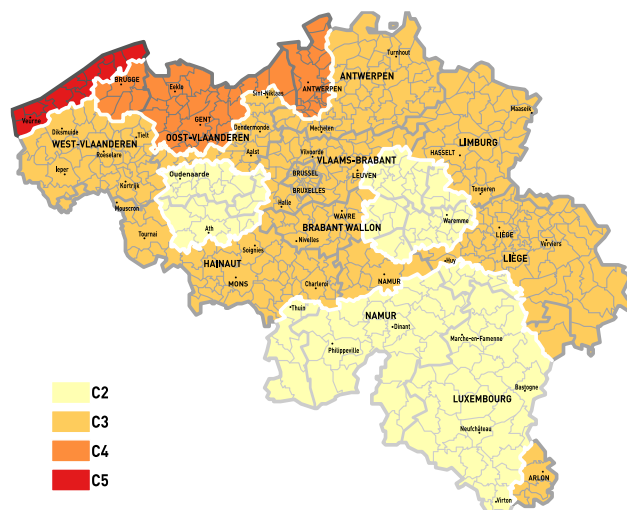 Turnhout
ANTWERPEN
BRUGGE
Eeklo
Sint-Niklaas
ANTWERPEN
Maaseik
Veurne
GENT
Diksmuide
Tielt
OOST-VLAANDEREN
Dendermonde
Mechelen
WEST-VLAANDEREN
LIMBURG
Roeselare
Aalst
Vilvoorde
VLAAMS-BRABANT
HASSELT
Ieper
BRUSSEL
LEUVEN
Oudenaarde
Kortrijk
BRUXELLES
Tongeren
Mouscron
Halle
WAVRE
Waremme
Ath
BRABANT WALLON
Tournai
LIÈGE
Nivelles
Verviers
Soignies
HAINAUT
Huy
LIÈGE
MONS
Charleroi
NAMUR
Thuin
NAMUR
Dinant
Marche-en-Famenne
Philippeville
Bastogne
LUXEMBOURG
Neufchâteau
ARLON
Virton
C2
C3
C4
C5